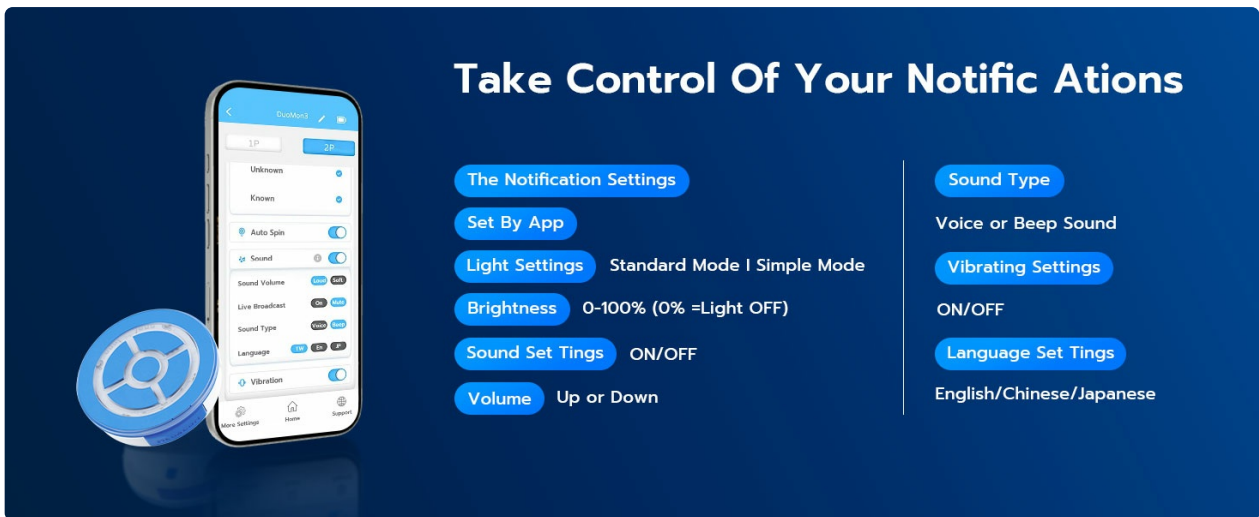 Take Control Of Your Notific Ations
The Notification Settings
Set By App
Light Settings Standard Mode I Simple Mode
Brightness 0-100% (0% =Light OFF)
Sound Set Tings ON/OFF
Volume Up or Down
Sound Type
Voice or Beep Sound
Vibrating Settings
ON/OFF
Language Set Tings
English/Chinese/Japanese
DuoMon3
1P 2P
Unknown
Known
Auto Spin
Sound
Sound Volume Loud Soft
Live Broadcast On Mute
Sound Type Voice Beep
Language TW En JP
Vibration
More Settings Home Support